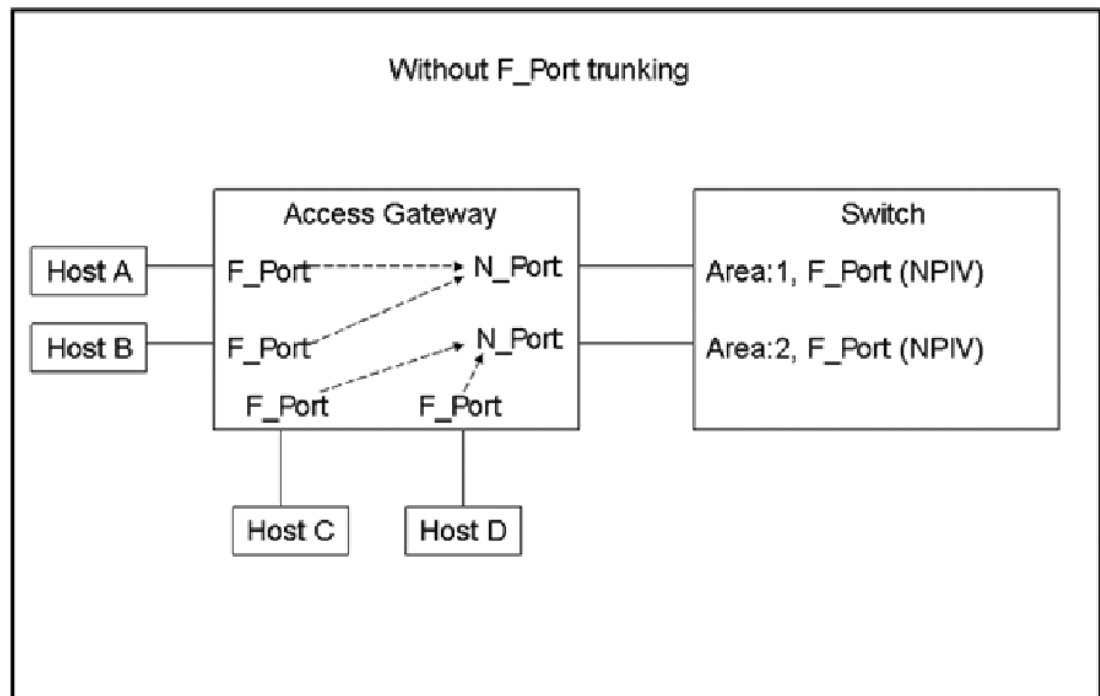 Without F_Port trunking
Access Gateway
Switch
Host A
F_Port
N_Port
Area:1, F_Port (NPIV)
Host B
F_Port
N_Port
Area:2, F_Port (NPIV)
F_Port
F_Port
Host C
Host D